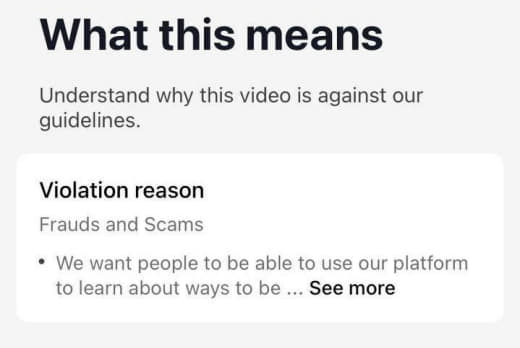 What this means
Understand why this video is against our
guidelines.
Violation reason
Frauds and Scams
• We want people to be able to use our platform
to learn about ways to be ... See more